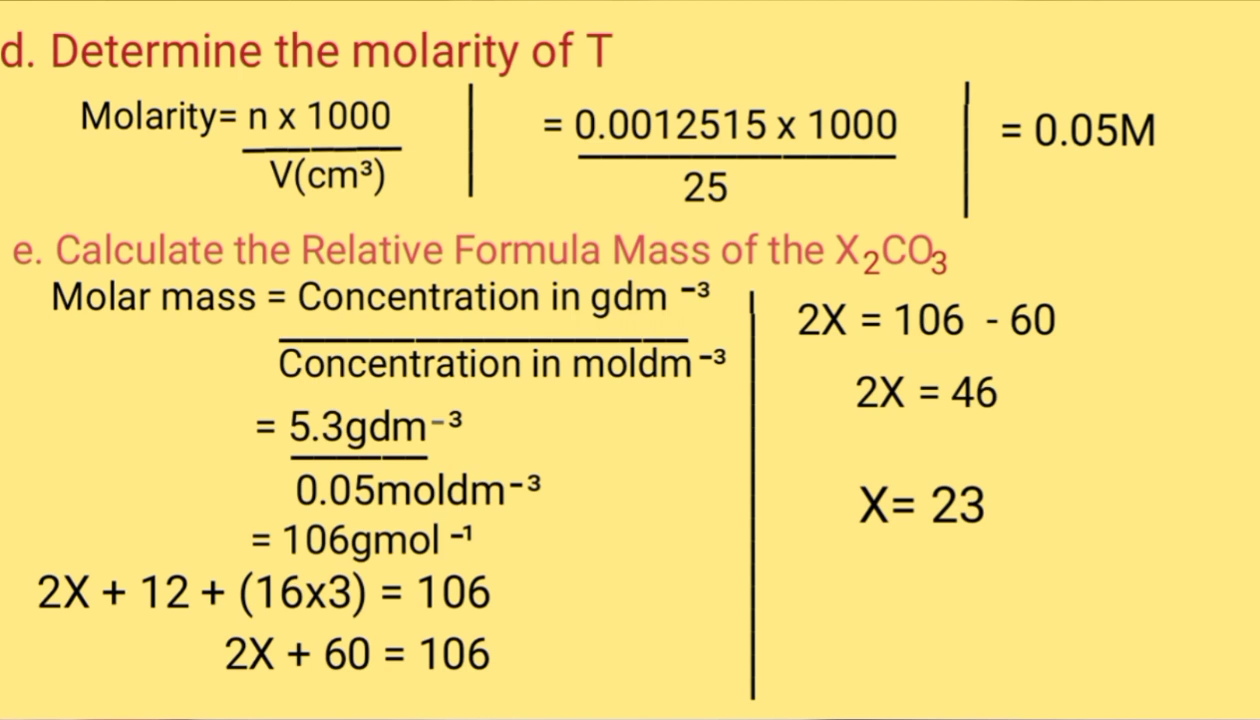 d. Determine the molarity of T
Molarity= n x 1000
V(cm³)
= 0.0012515 x 1000
25
= 0.05M
e. Calculate the Relative Formula Mass of the X₂CO₃
Molar mass = Concentration in gdm ⁻³
Concentration in moldm⁻³
= 5.3gdm⁻³
0.05moldm⁻³
= 106gmol ⁻¹
2X + 12 + (16x3) = 106
2X + 60 = 106
2X = 106 - 60
2X = 46
X= 23